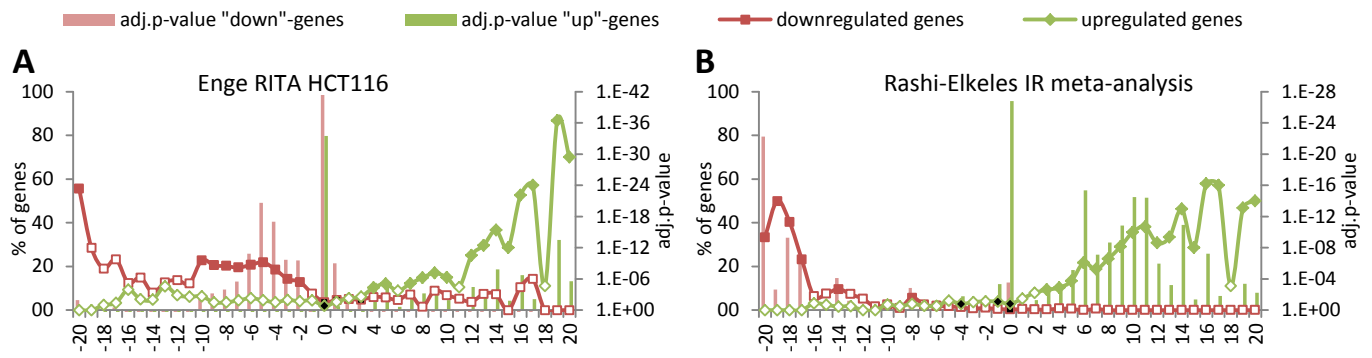 adj.p-value "down"-genes adj.p-value "up"-genes downregulated genes upregulated genes
A Enge RITA HCT116
B Rashi-Elkeles IR meta-analysis
% of genes
100
80
60
40
20
00
1.E-42
1.E-36
1.E-30
1.E-24
1.E-18
1.E-12
1.E-06
1.E+00
adj.p-value
-20 -18 -16 -14 -12 -10 -8 -6 -4 -2 0 2 4 6 8 10 12 14 16 18 20
% of genes
100
80
60
40
20
00
1.E-28
1.E-24
1.E-20
1.E-16
1.E-12
1.E-08
1.E-04
1.E+00
adj.p-value
-20 -18 -16 -14 -12 -10 -8 -6 -4 -2 0 2 4 6 8 10 12 14 16 18 20